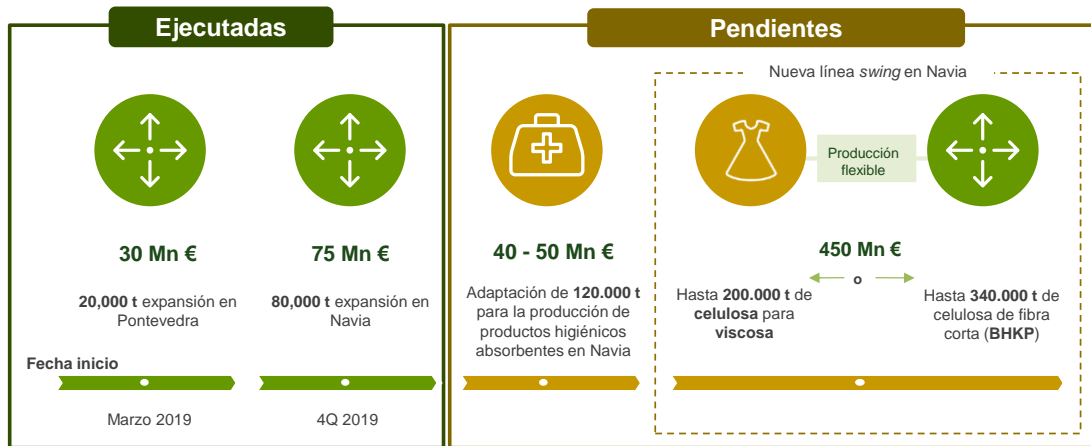 Ejecutadas
30 Mn €
20,000 t expansión en
Pontevedra
75 Mn €
80,000 t expansión en
Navia
Fecha inicio
Marzo 2019
4Q 2019
Pendientes
40 - 50 Mn €
Adaptación de 120.000 t
para la producción de
productos higiénicos
absorbentes en Navia
Nueva línea swing en Navia
Producción
flexible
450 Mn €
o
Hasta 200.000 t de
celulosa para
viscosa
Hasta 340.000 t de
celulosa de fibra
corta (BHKP)